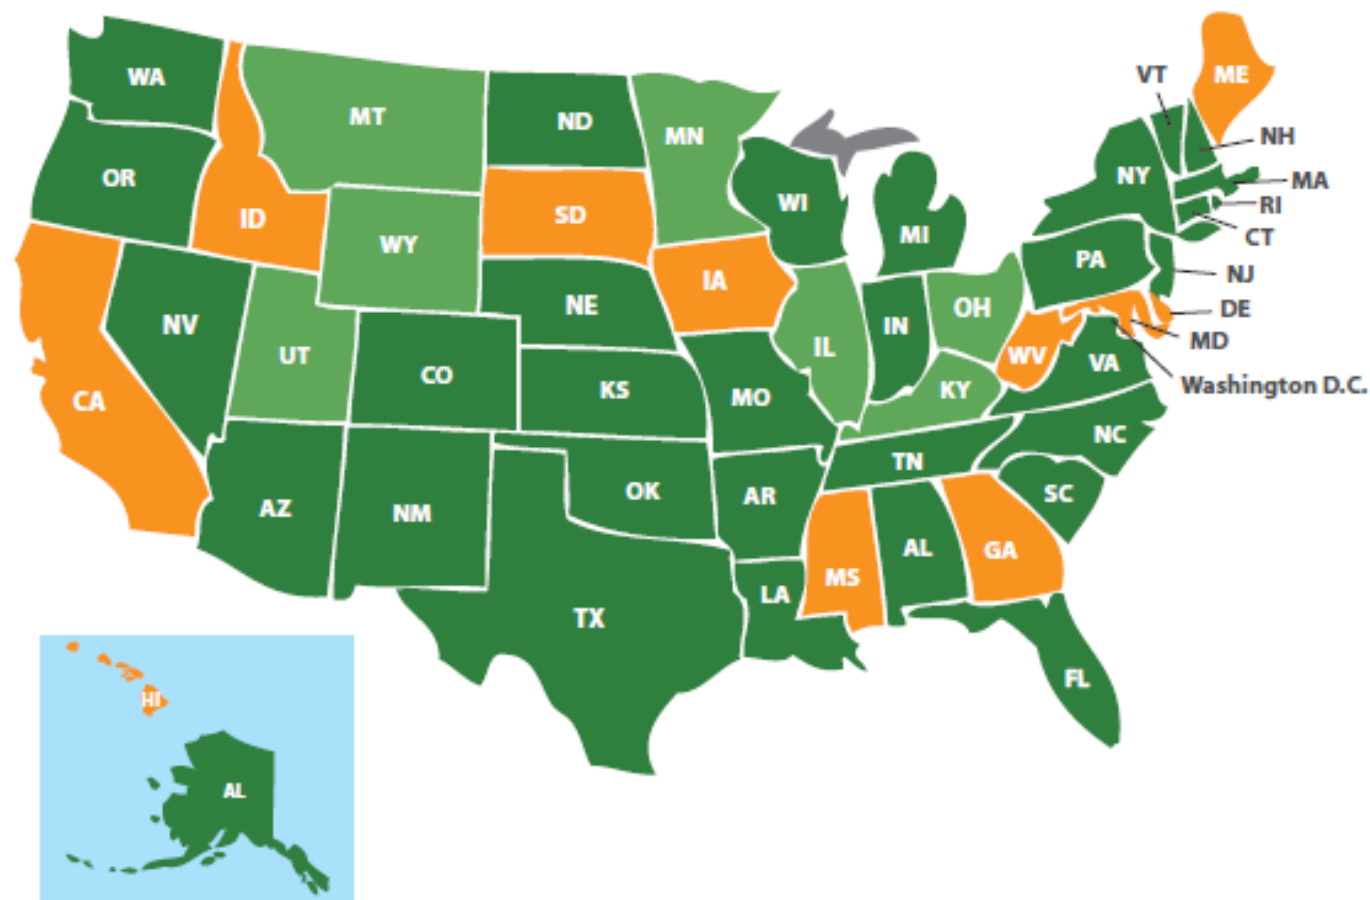 WA
MT
ND
MN
VT
ME
NH
OR
ID
SD
WI
NY
MA
RI
CT
WY
MI
PA
NJ
IA
NE
OH
DE
NV
UT
IL
IN
MD
WV
VA
CO
KS
MO
KY
Washington D.C.
CA
NC
TN
AZ
NM
OK
AR
SC
AL
GA
MS
LA
TX
FL
HI
AL